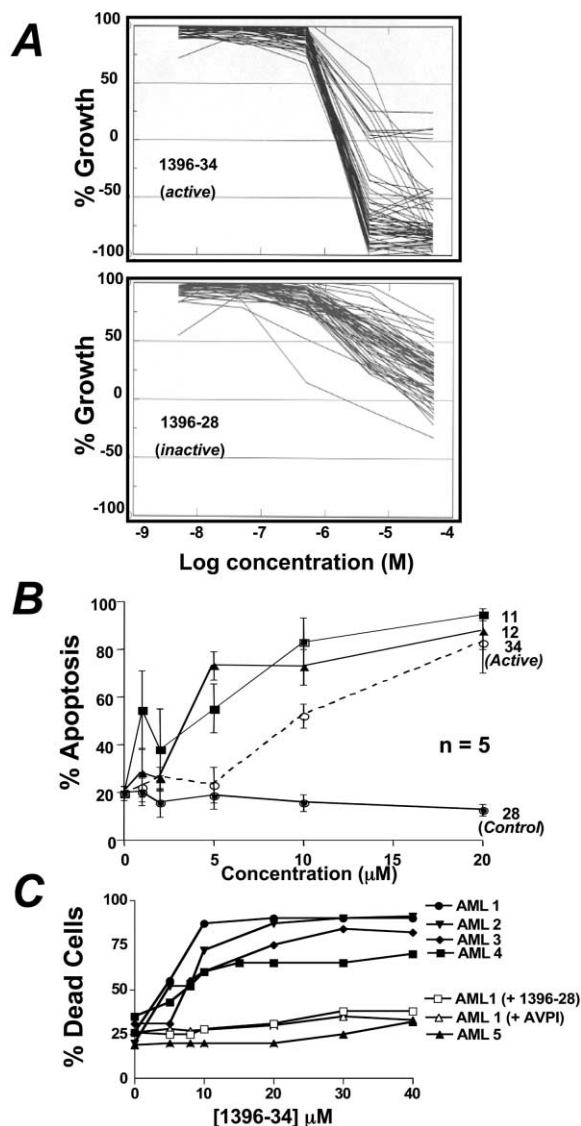 A
% Growth
100
50
0
-50
-100
1396-34
(active)
% Growth
100
50
0
-50
-100
1396-28
(inactive)
-9 -8 -7 -6 -5 -4
Log concentration (M)
B
% Apoptosis
100
80
60
40
20
0
11
12
34
(Active)
n = 5
28
(Control)
0 5 10 15 20
Concentration (μM)
C
% Dead Cells
100
75
50
25
0
AML 1
AML 2
AML 3
AML 4
AML1 (+ 1396-28)
AML 1 (+ AVPI)
AML 5
0 10 20 30 40
[1396-34] μM